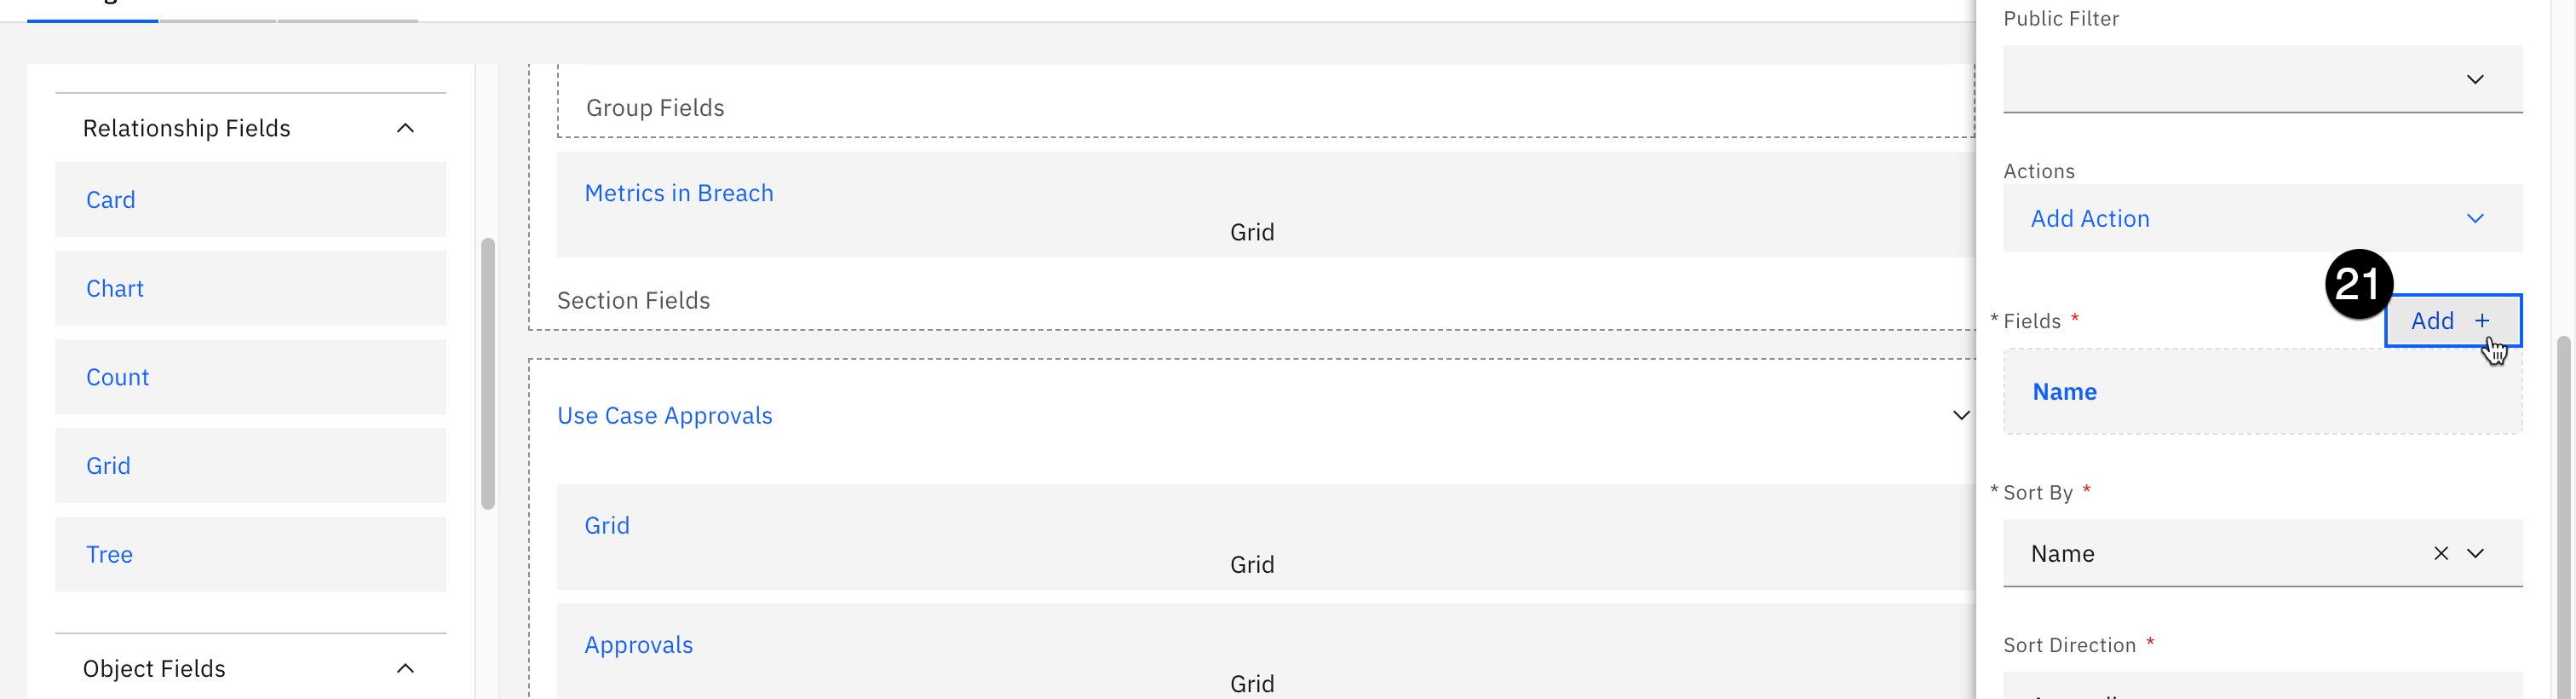 Relationship Fields
Card
Chart
Count
Grid
Tree
Object Fields
Group Fields
Metrics in Breach
Grid
Section Fields
Use Case Approvals
Grid
Grid
Approvals
Grid
Public Filter
Actions
Add Action
21
* Fields *
Add +
Name
* Sort By *
Name
Sort Direction *